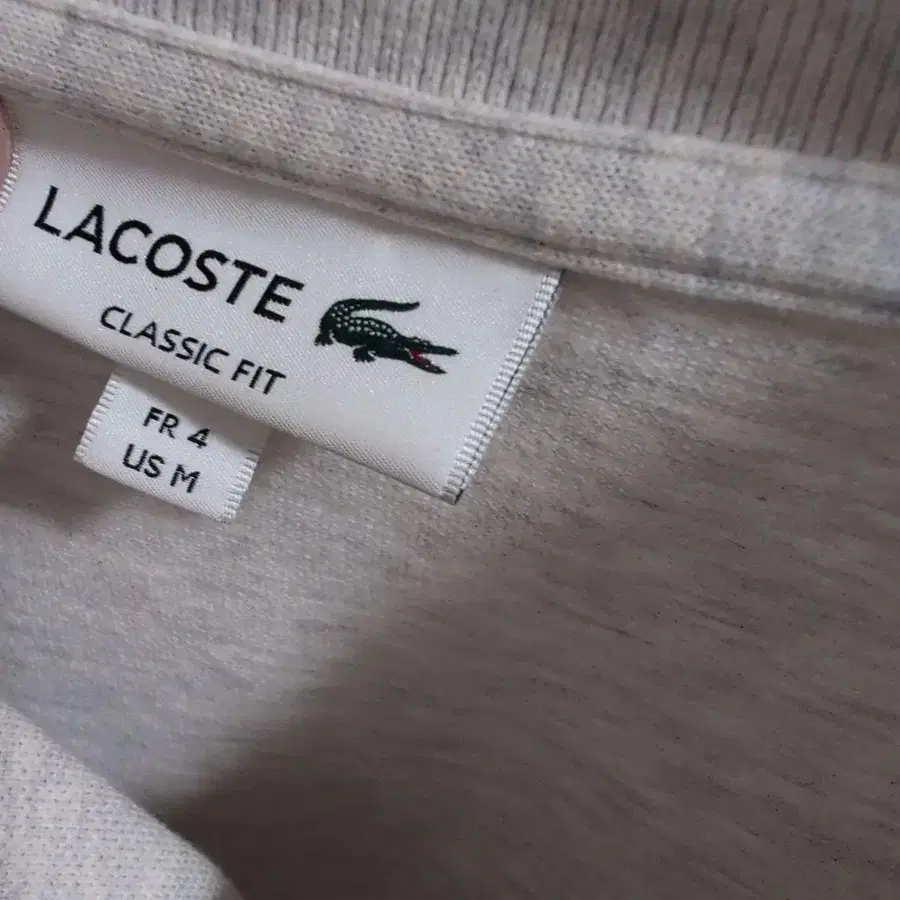 LACOSTE
CLASSIC FIT
FR 4
US M